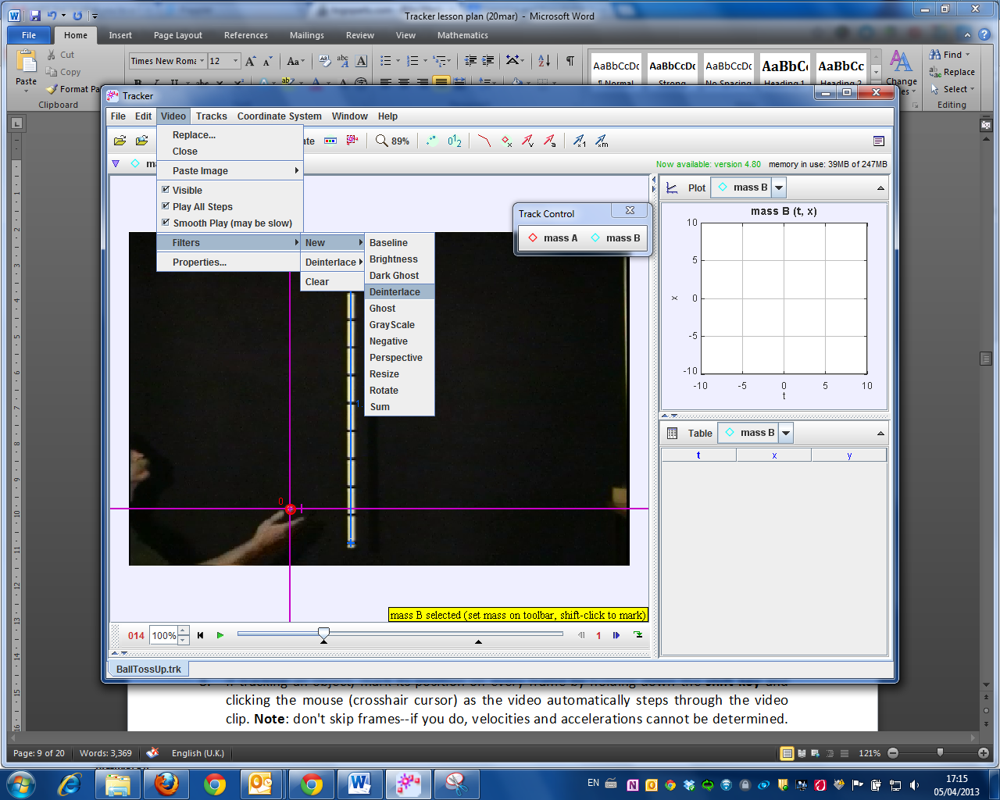 Tracker lesson plan (20mar) - Microsoft Word
File Home Insert Page Layout References Mailings Review View Mathematics
Cut
Copy
Format Pa
Paste
Clipboard
Times New Roma 12
AaBbCcDc AaBbCcDc AaBbCcDc AaBbCc AaBbCc
¶ Normal Strong No Spacing Heading 1 Heading 2
Change
Find
Replace
Select
Editing
Tracker
File Edit Video Tracks Coordinate System Window Help
Replace...
Close
Paste Image
Visible
Play All Steps
Smooth Play (may be slow)
Filters
Properties...
New
Deinterlace
Clear
Baseline
Brightness
Dark Ghost
Deinterlace
Ghost
GrayScale
Negative
Perspective
Resize
Rotate
Sum
89%
Now available: version 4.80 memory in use: 39MB of 247MB
Track Control
mass A mass B
Plot mass B
mass B (t, x)
10
5
0
-5
-10
x
-10 -5 0 5 10
t
Table mass B
t x y
0
mass B selected (set mass on toolbar, shift-click to mark)
014 100% 1
BallTossUp.trk
clicking the mouse (crosshair cursor) as the video automatically steps through the video
clip. Note: don't skip frames--if you do, velocities and accelerations cannot be determined.
Page: 9 of 20 Words: 3,369 English (U.K.) 121%
EN 17:15
05/04/2013